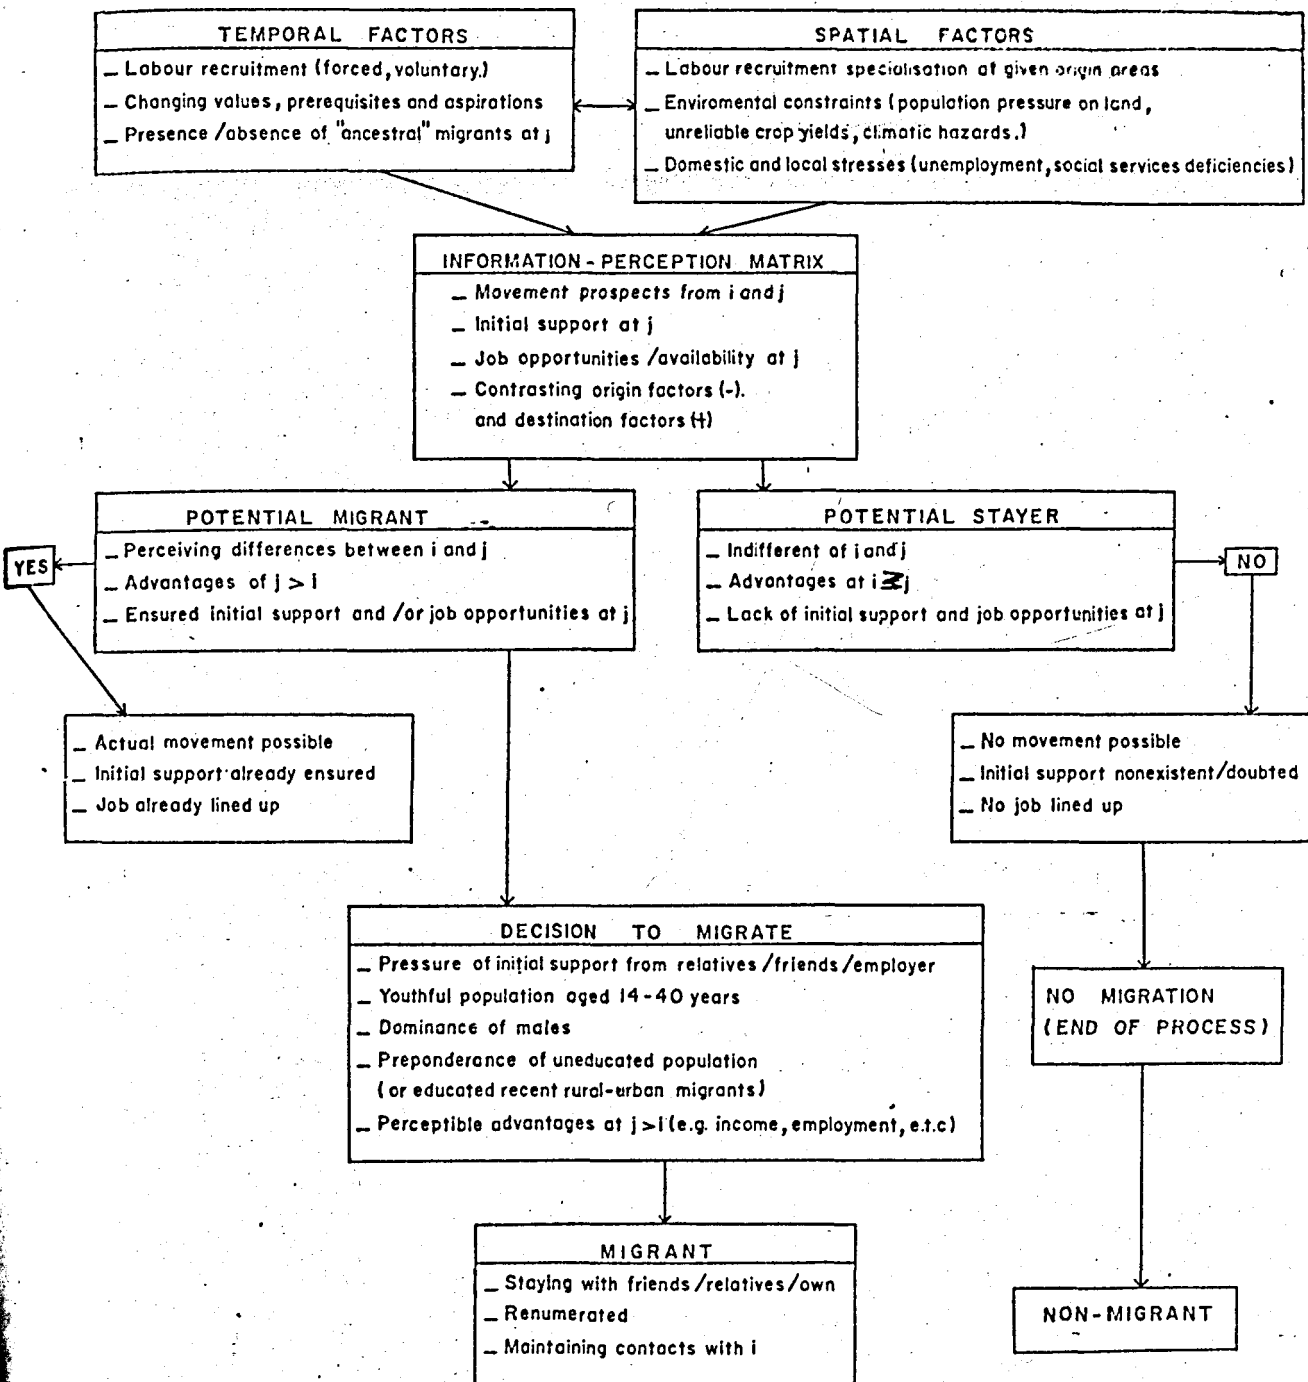 TEMPORAL FACTORS
_ Labour recruitment (forced, voluntary.)
_ Changing values, prerequisites and aspirations
_ Presence /absence of "ancestral" migrants at j
SPATIAL FACTORS
_ Labour recruitment specialisation at given origin areas
_ Enviromental constraints (population pressure on land,
unreliable crop yields, climatic hazards.)
_ Domestic and local stresses (unemployment, social services deficiencies)
INFORMATION - PERCEPTION MATRIX
_ Movement prospects from i and j
_ Initial support at j
_ Job opportunities /availability at j
_ Contrasting origin factors (-).
and destination factors (+)
POTENTIAL MIGRANT
_ Perceiving differences between i and j
_ Advantages of j > i
_ Ensured initial support and /or job opportunities at j
YES
POTENTIAL STAYER
_ Indifferent of i and j
_ Advantages at i j
_ Lack of initial support and job opportunities at j
NO
_ Actual movement possible
_ Initial support already ensured
_ Job already lined up
_ No movement possible
_ Initial support nonexistent/doubted
_ No job lined up
DECISION TO MIGRATE
_ Pressure of initial support from relatives /friends /employer
_ Youthful population aged 14-40 years
_ Dominance of males
_ Preponderance of uneducated population
(or educated recent rural-urban migrants)
_ Perceptible advantages at j > i (e.g. income, employment, e.t.c)
NO MIGRATION
(END OF PROCESS)
MIGRANT
_ Staying with friends /relatives /own
_ Renumerated
_ Maintaining contacts with i
NON-MIGRANT